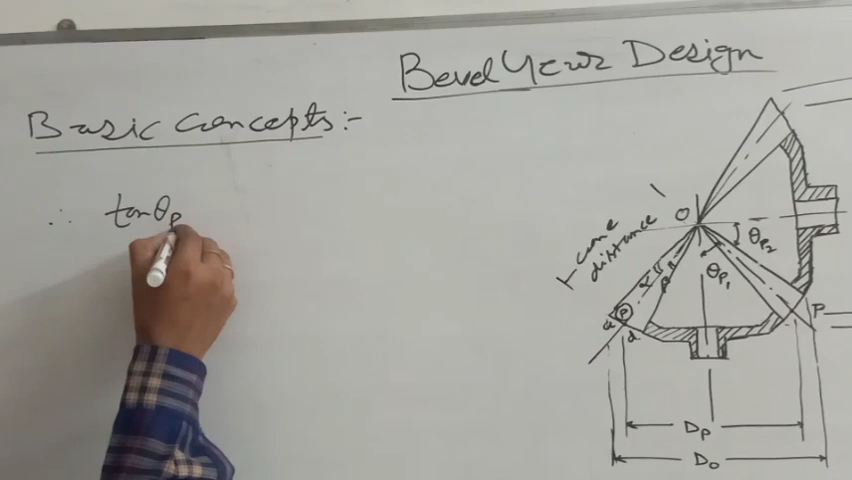 Bevel Gear Design
Basic Concepts :-
∴ tanθP
O
θP2
cone
distance
θP1
P
a
d
P
DP
DO